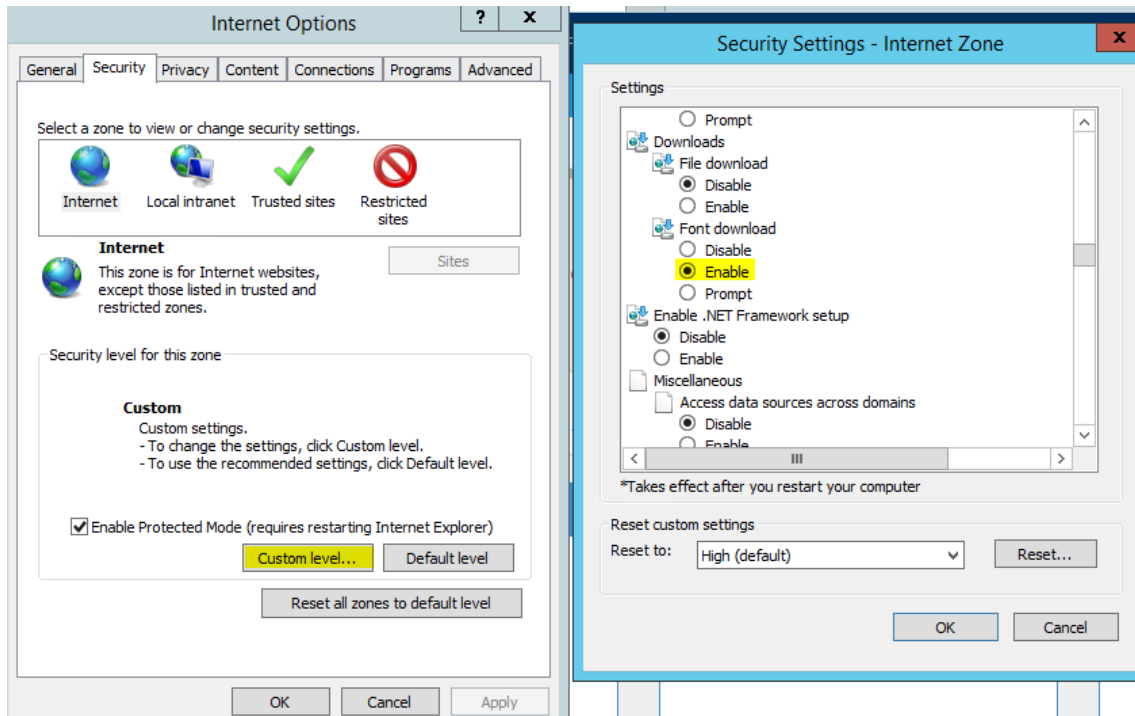 Internet Options
?
x
General Security Privacy Content Connections Programs Advanced
Select a zone to view or change security settings.
Internet
Local intranet
Trusted sites
Restricted
sites
Internet
This zone is for Internet websites,
except those listed in trusted and
restricted zones.
Sites
Security level for this zone
Custom
Custom settings.
- To change the settings, click Custom level.
- To use the recommended settings, click Default level.
Enable Protected Mode (requires restarting Internet Explorer)
Custom level...
Default level
Reset all zones to default level
OK
Cancel
Apply
Security Settings - Internet Zone
x
Settings
Prompt
Downloads
File download
Disable
Enable
Font download
Disable
Enable
Prompt
Enable .NET Framework setup
Disable
Enable
Miscellaneous
Access data sources across domains
Disable
Enable
*Takes effect after you restart your computer
Reset custom settings
Reset to:
High (default)
Reset...
OK
Cancel